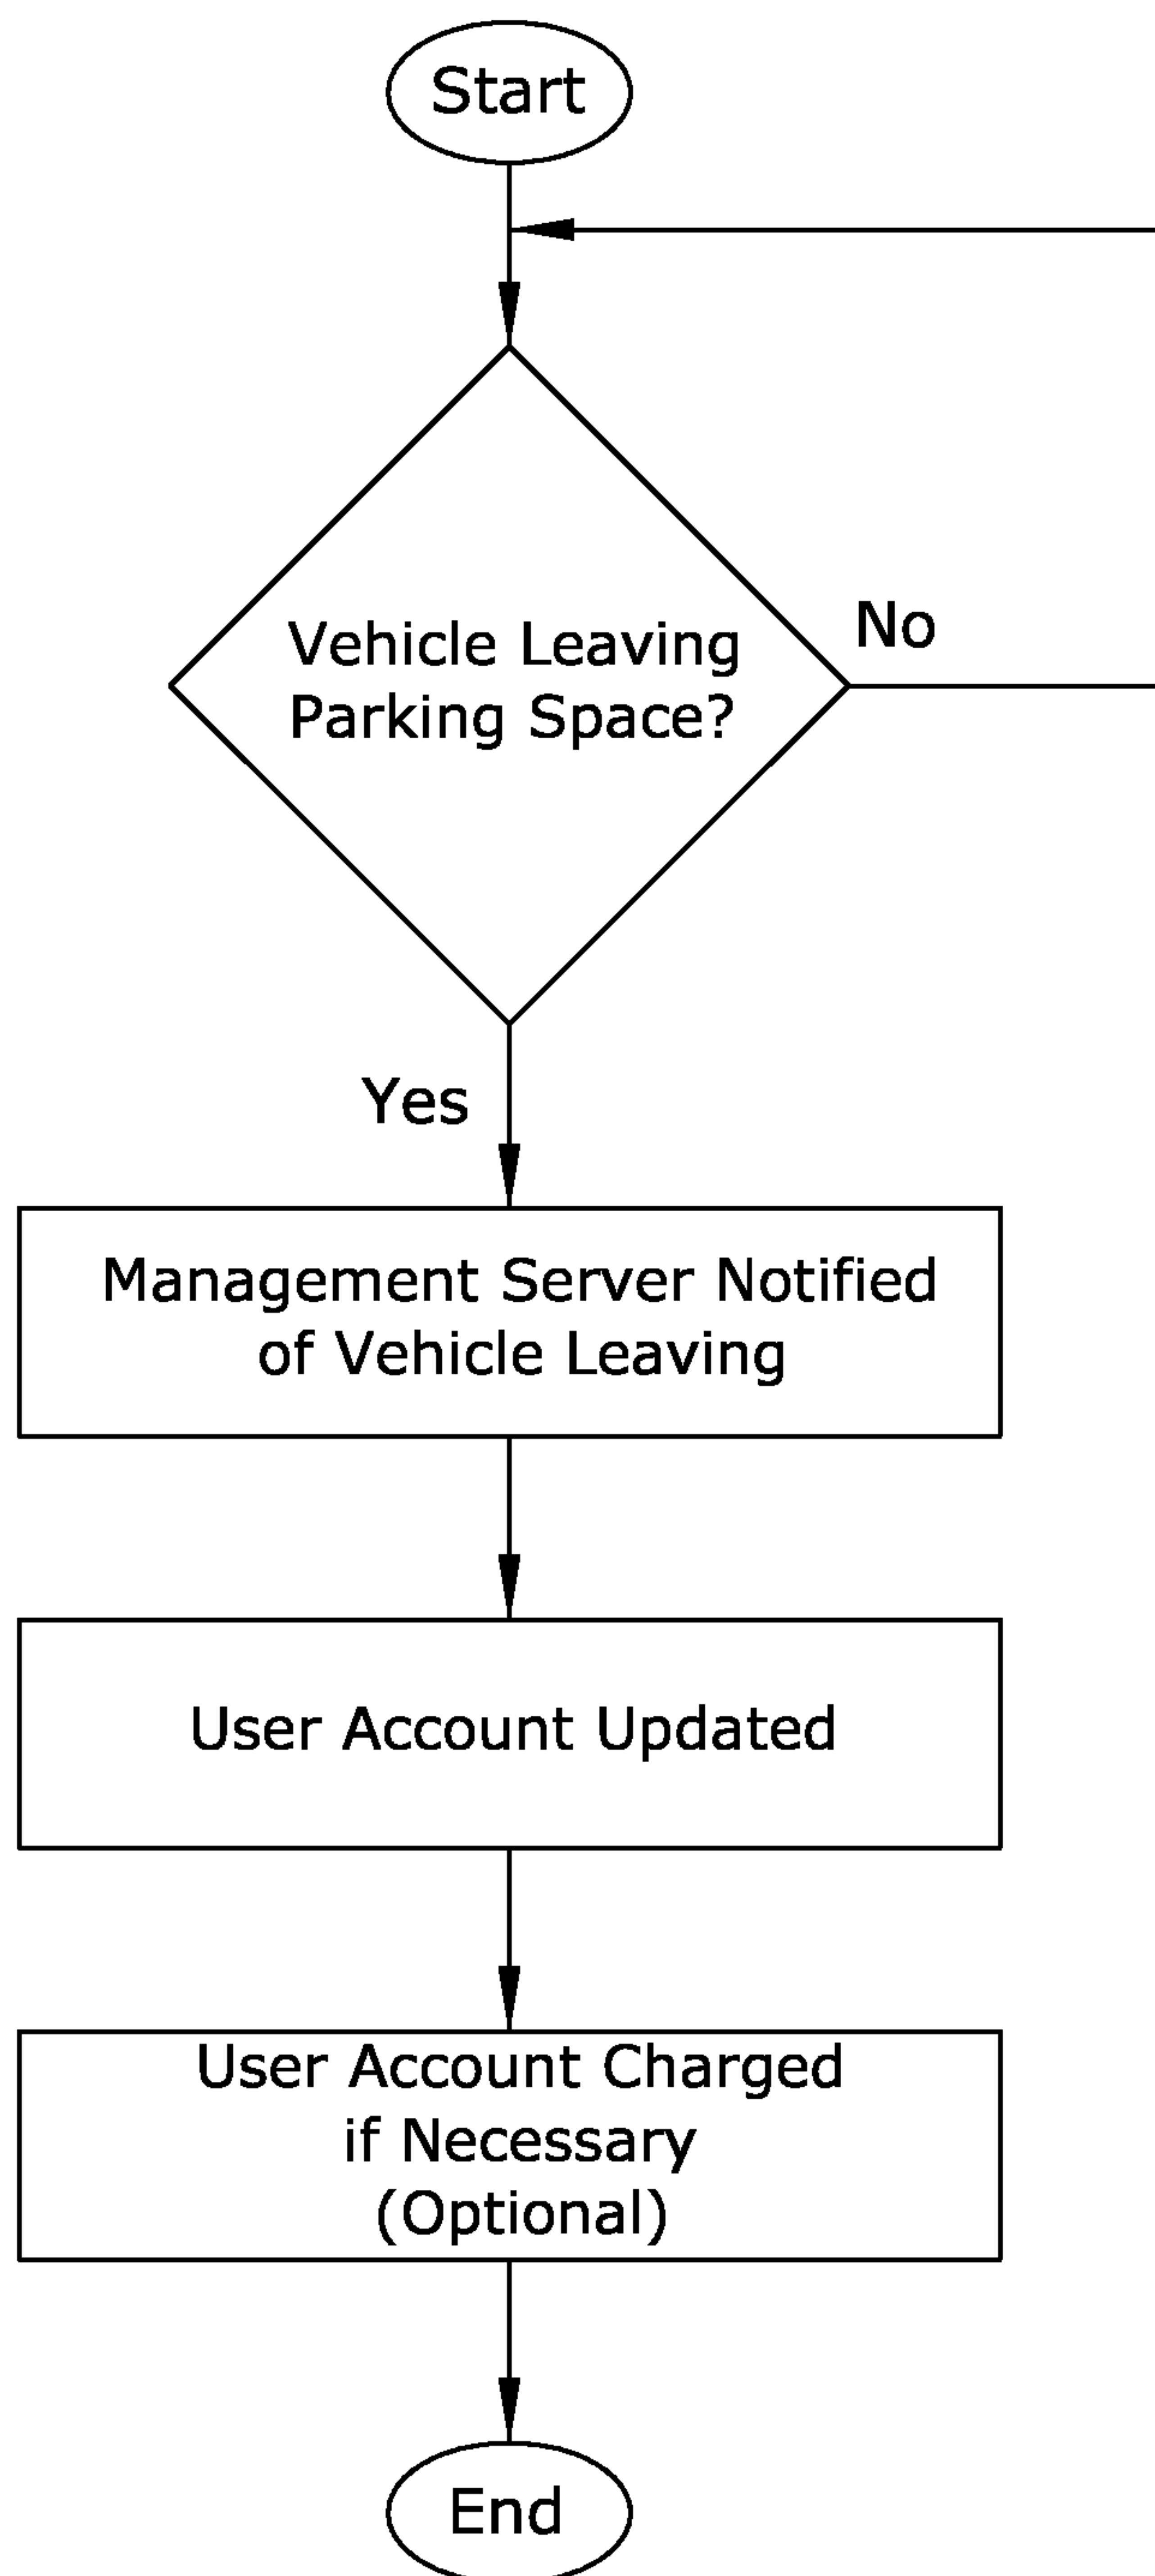 Start
Vehicle Leaving
Parking Space?
No
Yes
Management Server Notified
of Vehicle Leaving
User Account Updated
User Account Charged
if Necessary
(Optional)
End